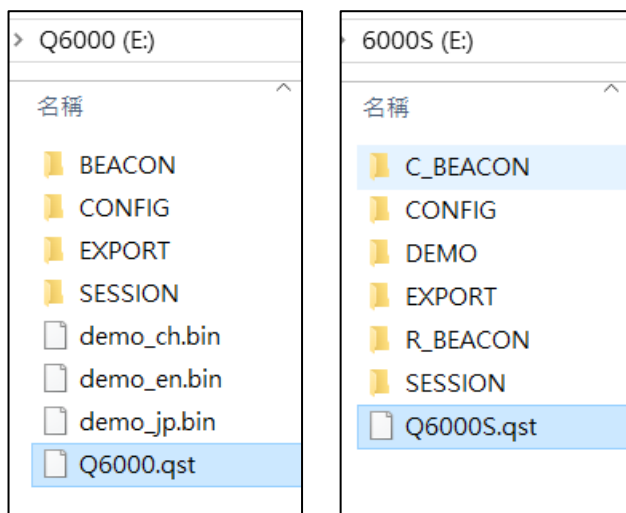 Q6000 (E:)
名稱
BEACON
CONFIG
EXPORT
SESSION
demo_ch.bin
demo_en.bin
demo_jp.bin
Q6000.qst
6000S (E:)
名稱
C_BEACON
CONFIG
DEMO
EXPORT
R_BEACON
SESSION
Q6000S.qst